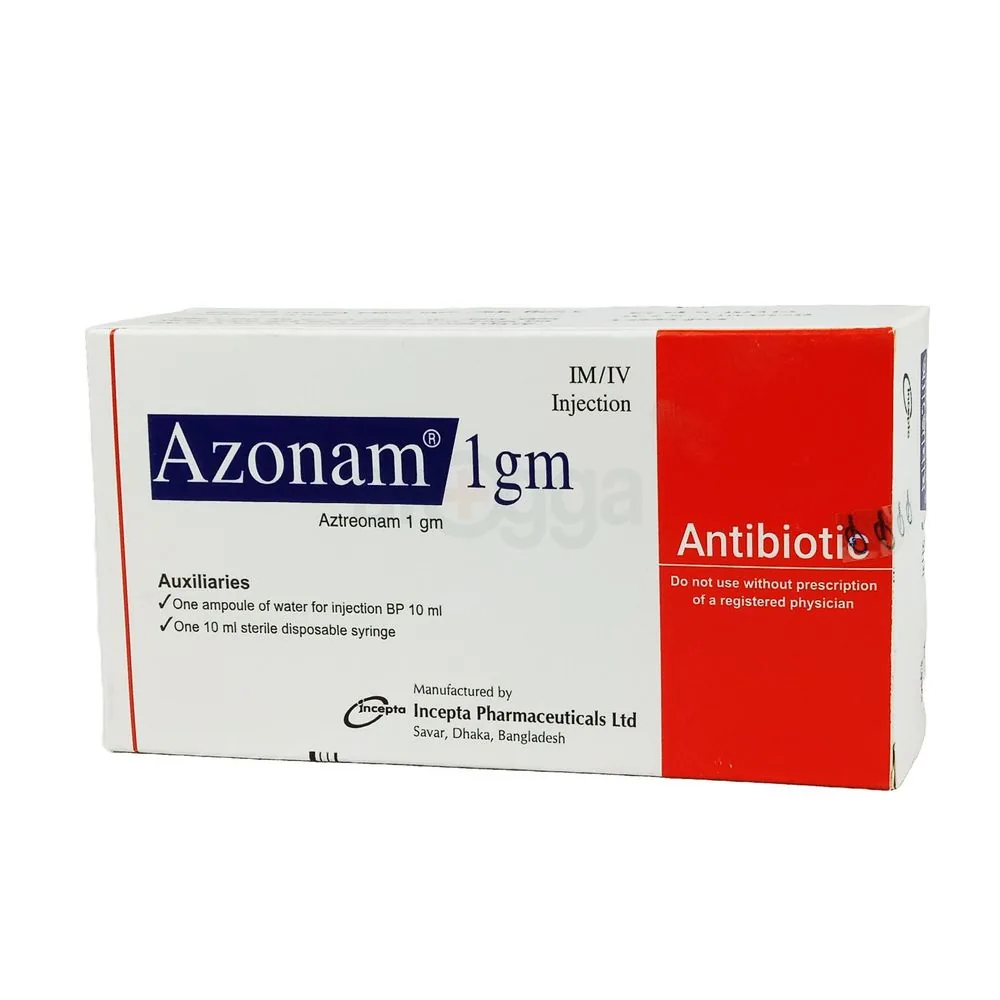 IM/IV
Injection
Azonam® 1gm
Aztreonam 1 gm
Auxiliaries
✓One ampoule of water for injection BP 10 ml
✓One 10 ml sterile disposable syringe
Manufactured by
incepta Incepta Pharmaceuticals Ltd
Savar, Dhaka, Bangladesh
Antibiotic
Do not use without prescription
of a registered physician
Incepta